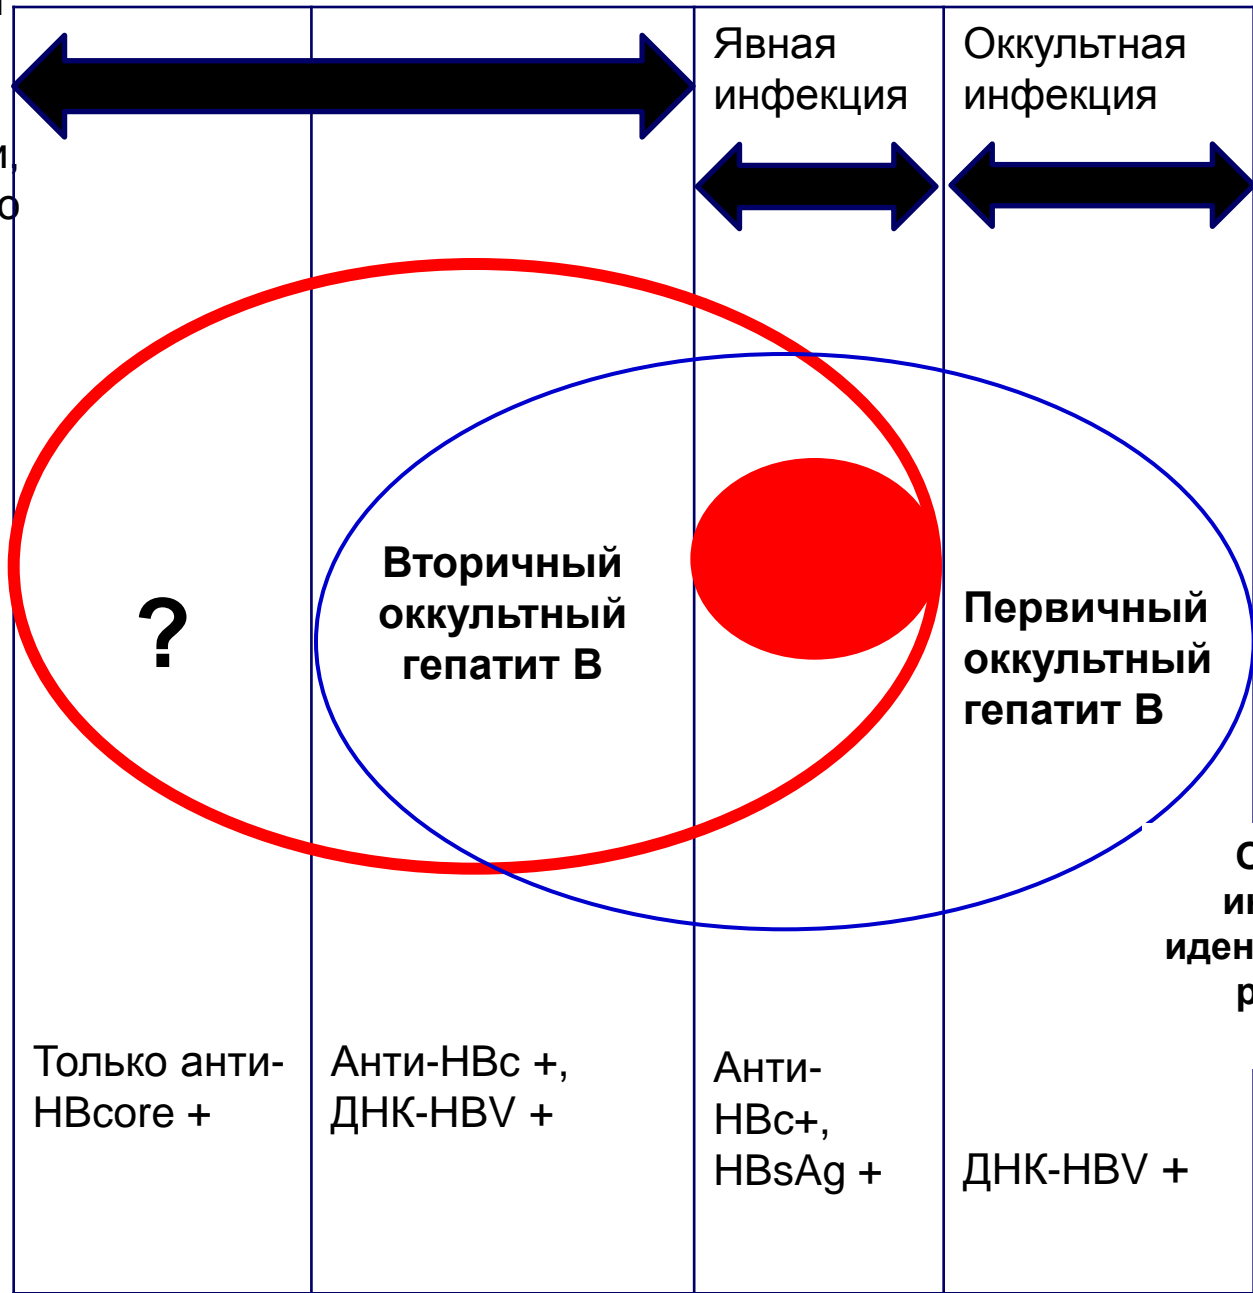 Явная
инфекция
Оккультная
инфекция
?
Вторичный
оккультный
гепатит В
Первичный
оккультный
гепатит В
Только анти-
HBcore +
Анти-HBc +,
ДНК-HBV +
Анти-
HBc+,
HBsAg +
ДНК-HBV +